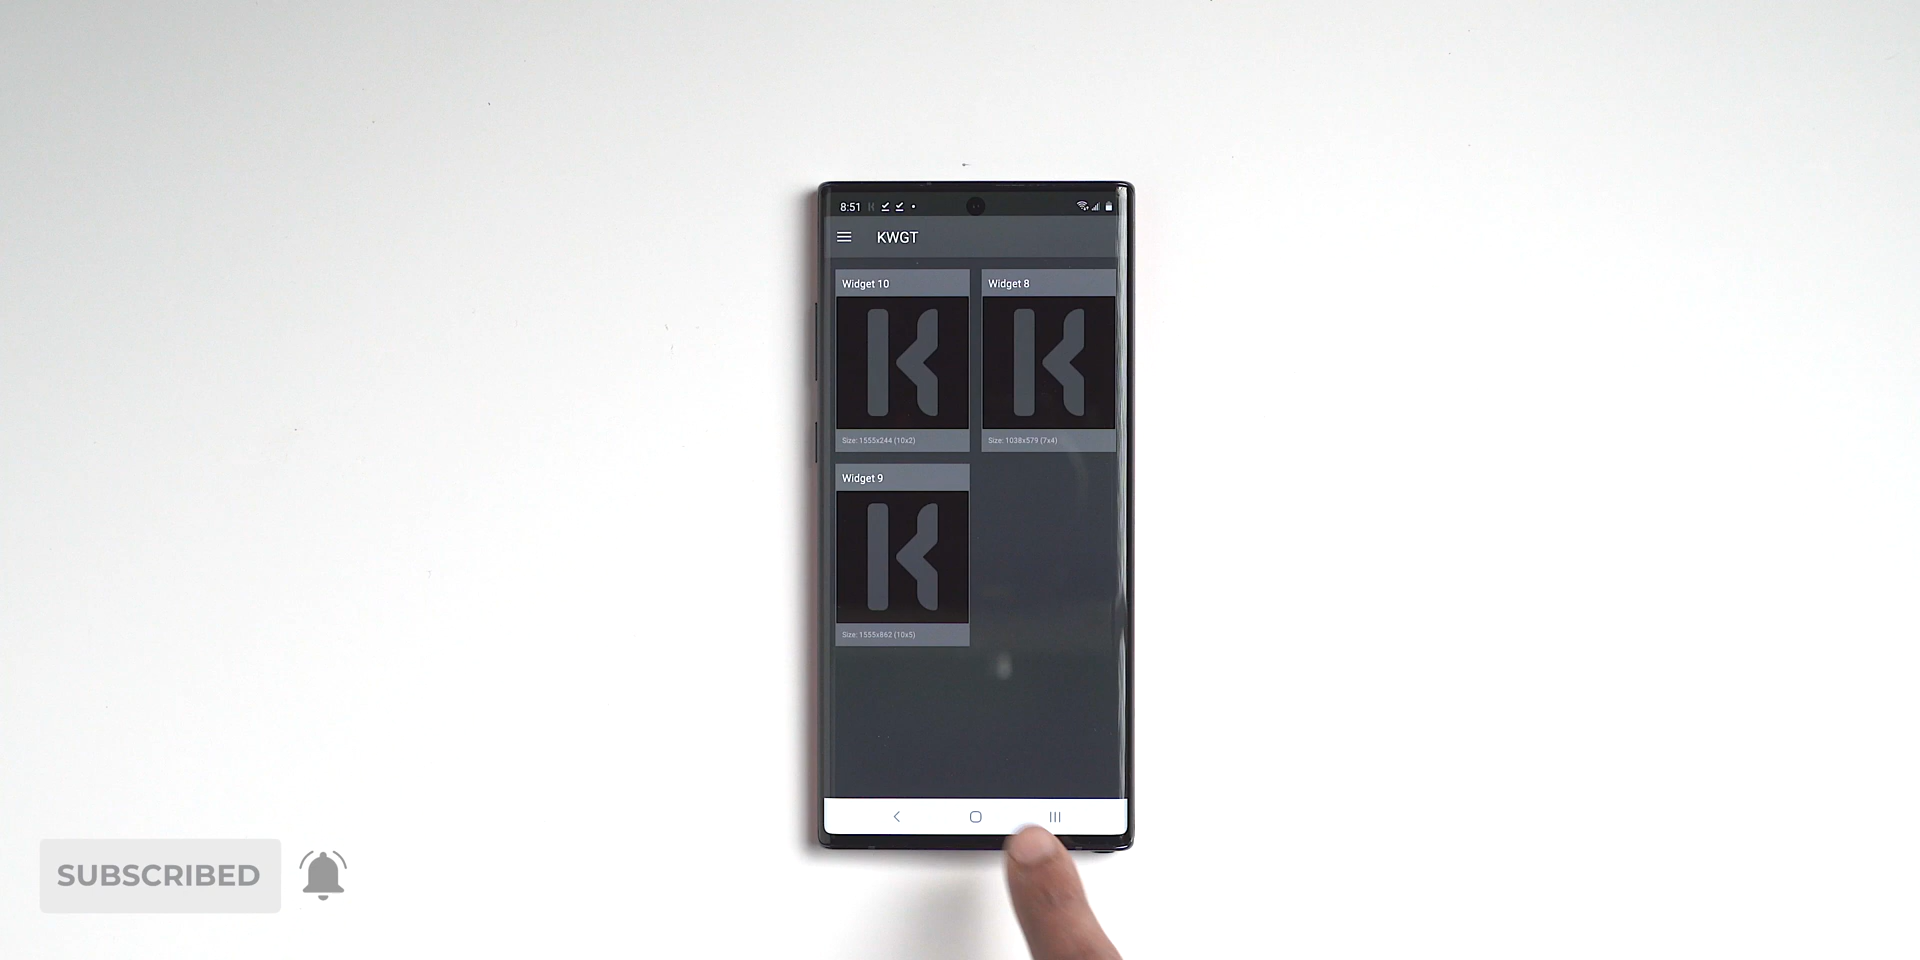 8:51
KWGT
Widget 10
Widget 8
Size: 1555x244 (10x2)
Size: 1038x579 (7x4)
Widget 9
Size: 1555x862 (10x5)
SUBSCRIBED